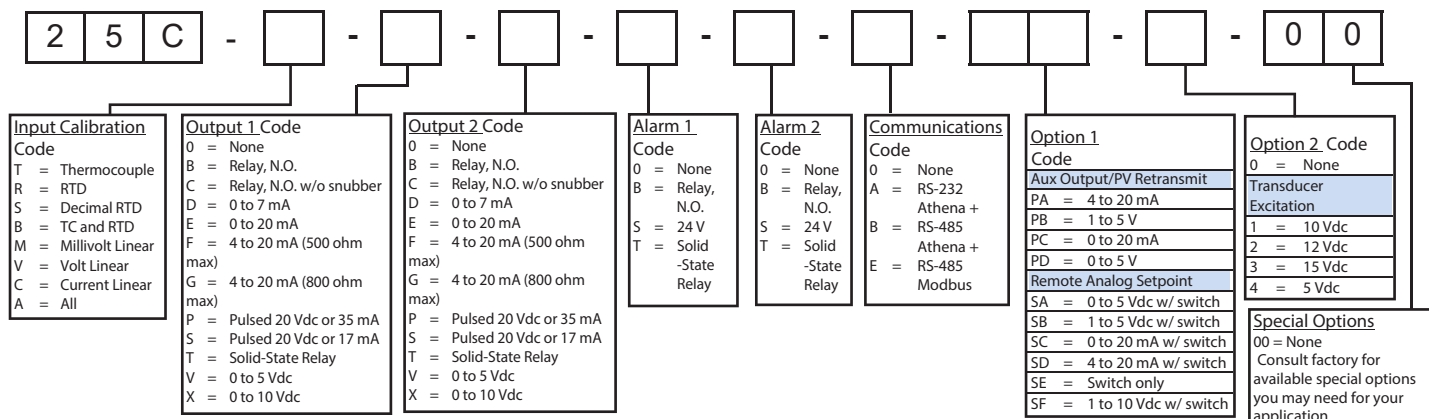 2 5 C - - - - - - - - 0 0
Input Calibration
Code
T = Thermocouple
R = RTD
S = Decimal RTD
B = TC and RTD
M = Millivolt Linear
V = Volt Linear
C = Current Linear
A = All
Output 1 Code
0 = None
B = Relay, N.O.
C = Relay, N.O. w/o snubber
D = 0 to 7 mA
E = 0 to 20 mA
F = 4 to 20 mA (500 ohm
max)
G = 4 to 20 mA (800 ohm
max)
P = Pulsed 20 Vdc or 35 mA
S = Pulsed 20 Vdc or 17 mA
T = Solid-State Relay
V = 0 to 5 Vdc
X = 0 to 10 Vdc
Output 2 Code
0 = None
B = Relay, N.O.
C = Relay, N.O. w/o snubber
D = 0 to 7 mA
E = 0 to 20 mA
F = 4 to 20 mA (500 ohm
max)
G = 4 to 20 mA (800 ohm
max)
P = Pulsed 20 Vdc or 35 mA
S = Pulsed 20 Vdc or 17 mA
T = Solid-State Relay
V = 0 to 5 Vdc
X = 0 to 10 Vdc
Alarm 1
Code
0 = None
B = Relay,
N.O.
S = 24 V
T = Solid
-State
Relay
Alarm 2
Code
0 = None
B = Relay,
N.O.
S = 24 V
T = Solid
-State
Relay
Communications
Code
0 = None
A = RS-232
Athena +
B = RS-485
Athena +
E = RS-485
Modbus
Option 1
Code
Aux Output/PV Retransmit
PA = 4 to 20 mA
PB = 1 to 5 V
PC = 0 to 20 mA
PD = 0 to 5 V
Remote Analog Setpoint
SA = 0 to 5 Vdc w/ switch
SB = 1 to 5 Vdc w/ switch
SC = 0 to 20 mA w/ switch
SD = 4 to 20 mA w/ switch
SE = Switch only
SF = 1 to 10 Vdc w/ switch
Option 2 Code
0 = None
Transducer
Excitation
1 = 10 Vdc
2 = 12 Vdc
3 = 15 Vdc
4 = 5 Vdc
Special Options
00 = None
Consult factory for
available special options
you may need for your
application